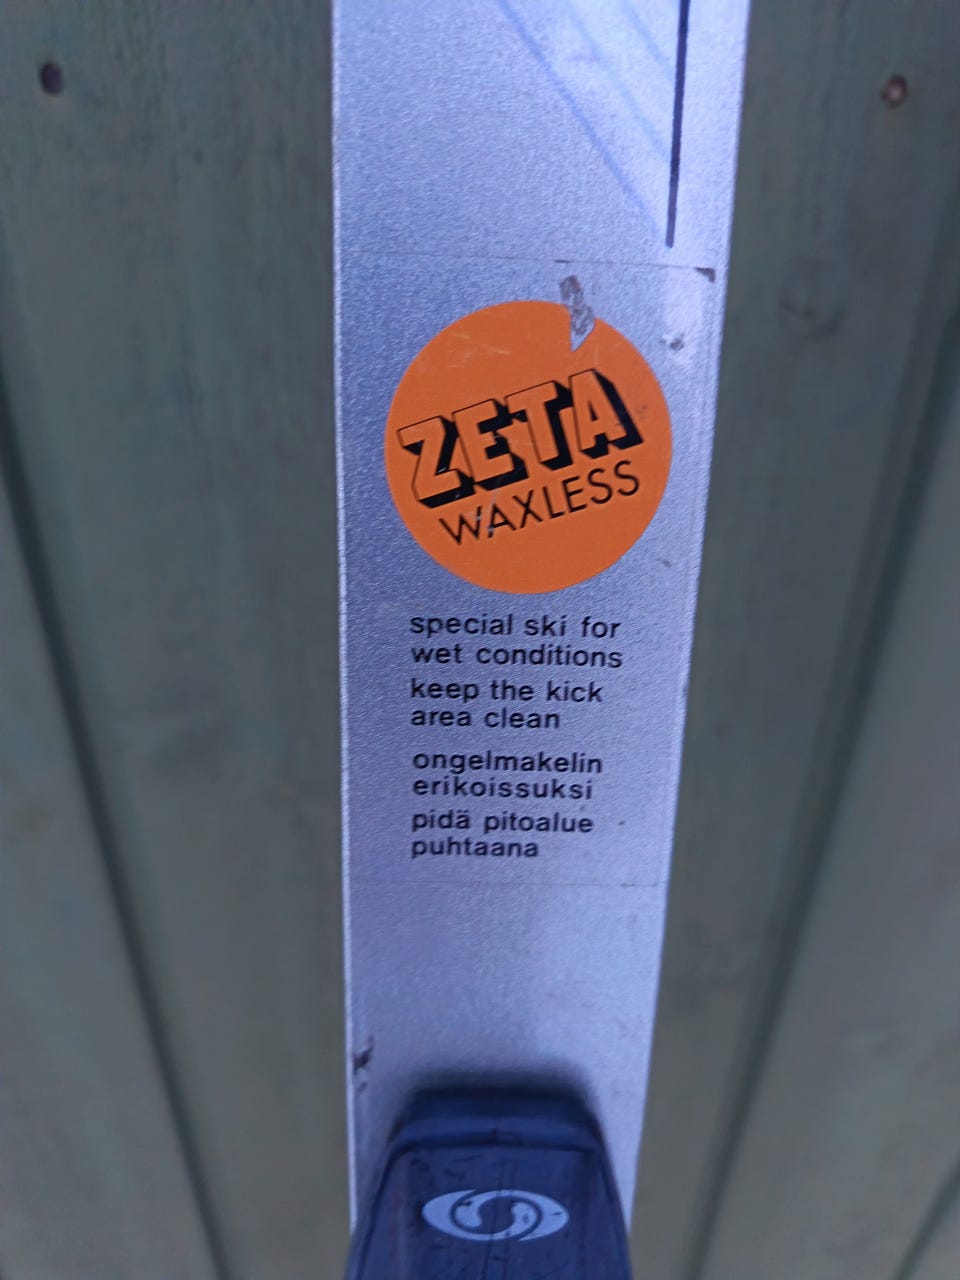 ZETA
WAXLESS
special ski for
wet conditions
keep the kick
area clean
ongelmakelin
erikoissuksi
pidä pitoalue
puhtaana